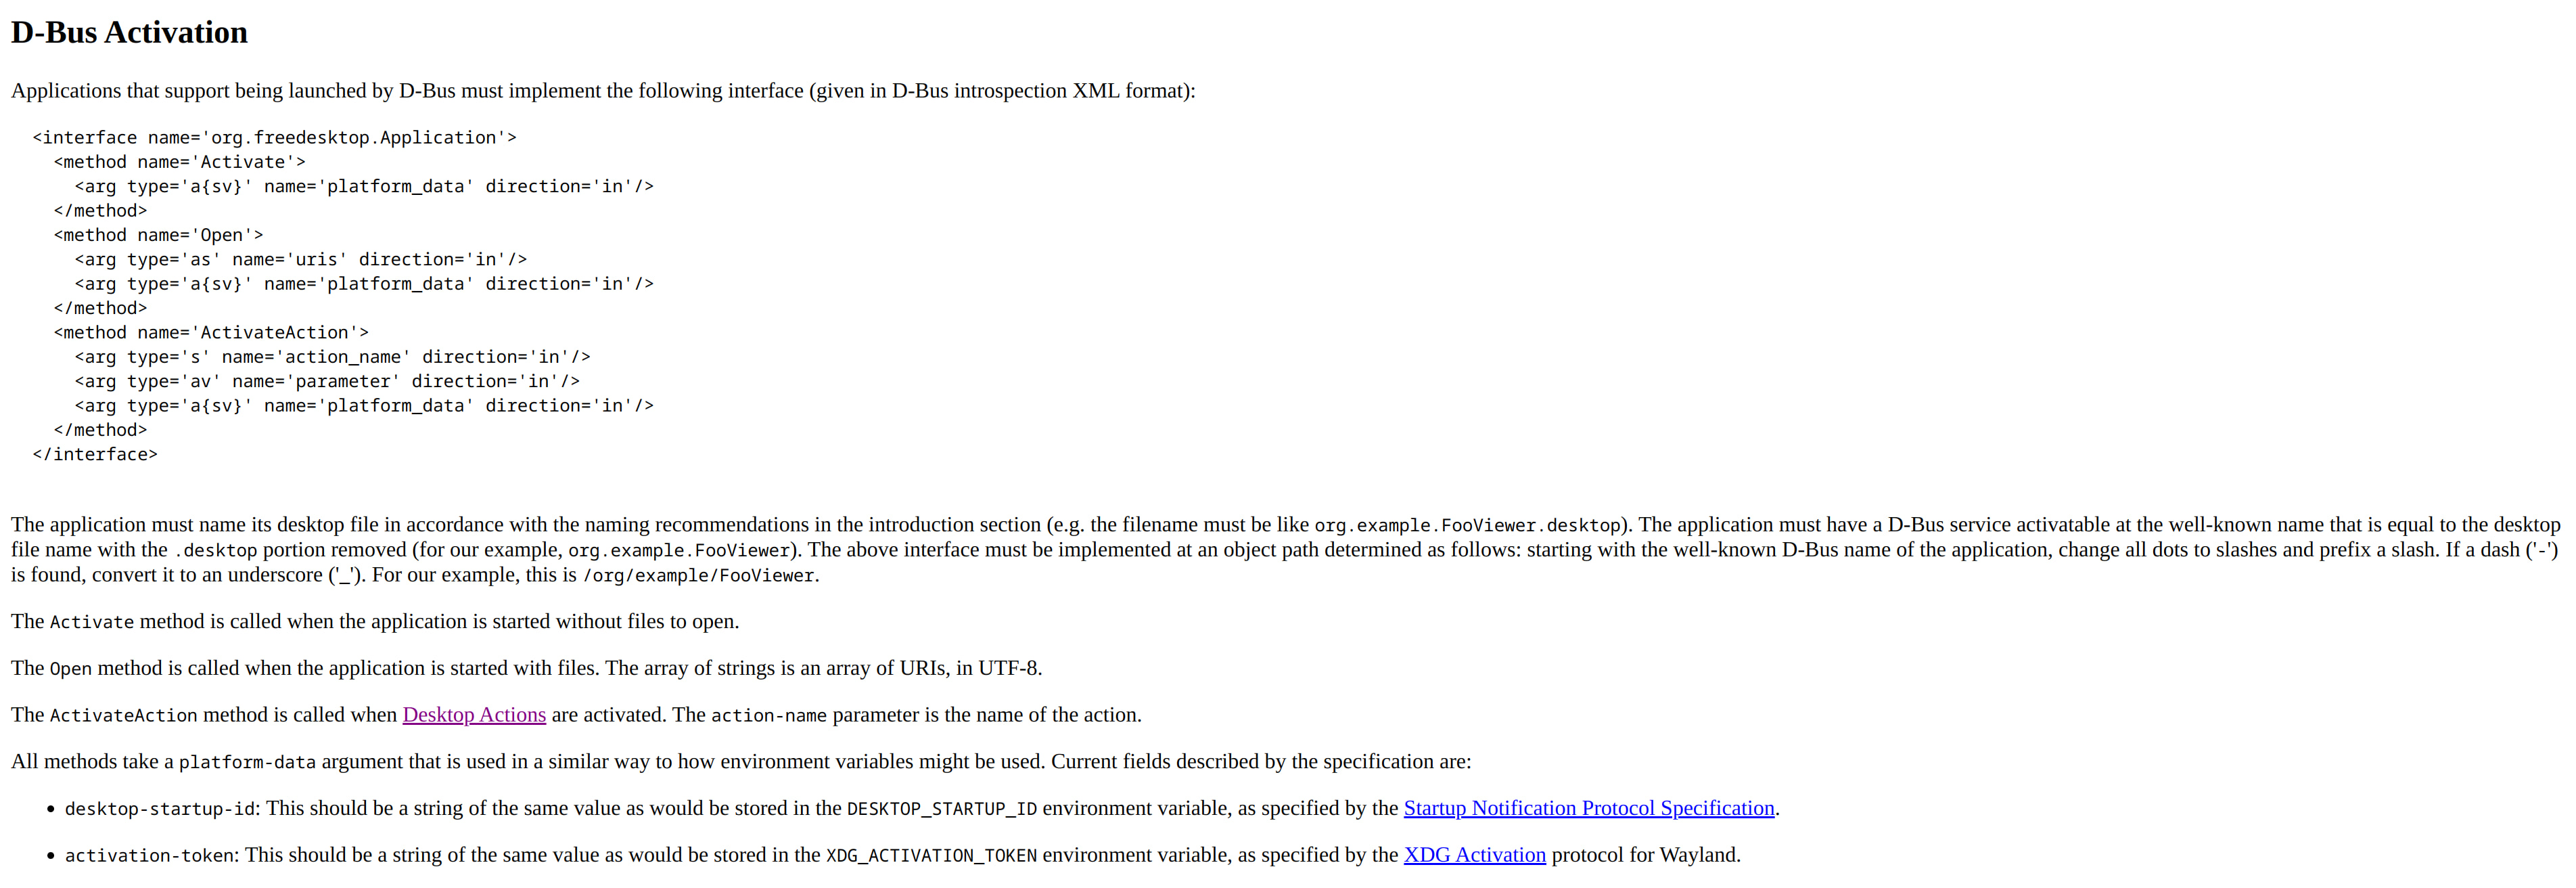 D-Bus Activation
Applications that support being launched by D-Bus must implement the following interface (given in D-Bus introspection XML format):
<interface name='org.freedesktop.Application'>
<method name='Activate'>
<arg type='a{sv}' name='platform_data' direction='in'/>
</method>
<method name='Open'>
<arg type='as' name='uris' direction='in'/>
<arg type='a{sv}' name='platform_data' direction='in'/>
</method>
<method name='ActivateAction'>
<arg type='s' name='action_name' direction='in'/>
<arg type='av' name='parameter' direction='in'/>
<arg type='a{sv}' name='platform_data' direction='in'/>
</method>
</interface>
The application must name its desktop file in accordance with the naming recommendations in the introduction section (e.g. the filename must be like org.example.FooViewer.desktop). The application must have a D-Bus service activatable at the well-known name that is equal to the desktop
file name with the .desktop portion removed (for our example, org.example.FooViewer). The above interface must be implemented at an object path determined as follows: starting with the well-known D-Bus name of the application, change all dots to slashes and prefix a slash. If a dash ('-')
is found, convert it to an underscore ('_'). For our example, this is /org/example/FooViewer.
The Activate method is called when the application is started without files to open.
The Open method is called when the application is started with files. The array of strings is an array of URIs, in UTF-8.
The ActivateAction method is called when Desktop Actions are activated. The action-name parameter is the name of the action.
All methods take a platform-data argument that is used in a similar way to how environment variables might be used. Current fields described by the specification are:
• desktop-startup-id: This should be a string of the same value as would be stored in the DESKTOP_STARTUP_ID environment variable, as specified by the Startup Notification Protocol Specification.
• activation-token: This should be a string of the same value as would be stored in the XDG_ACTIVATION_TOKEN environment variable, as specified by the XDG Activation protocol for Wayland.